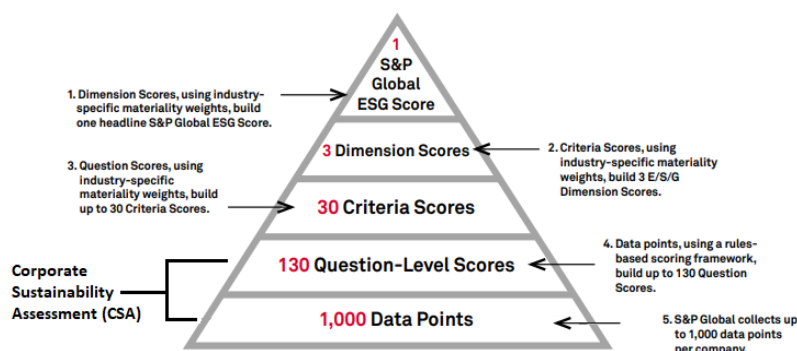 1
S&P
Global
ESG Score
1. Dimension Scores, using industry-
specific materiality weights, build
one headline S&P Global ESG Score.
3 Dimension Scores
2. Criteria Scores, using
industry-specific materiality
weights, build 3 E/S/G
Dimension Scores.
3. Question Scores, using
industry-specific
materiality weights, build
up to 30 Criteria Scores.
30 Criteria Scores
130 Question-Level Scores
4. Data points, using a rules-
based scoring framework,
build up to 130 Question
Scores.
Corporate
Sustainability
Assessment (CSA)
1,000 Data Points
5. S&P Global collects up
to 1,000 data points
per company.